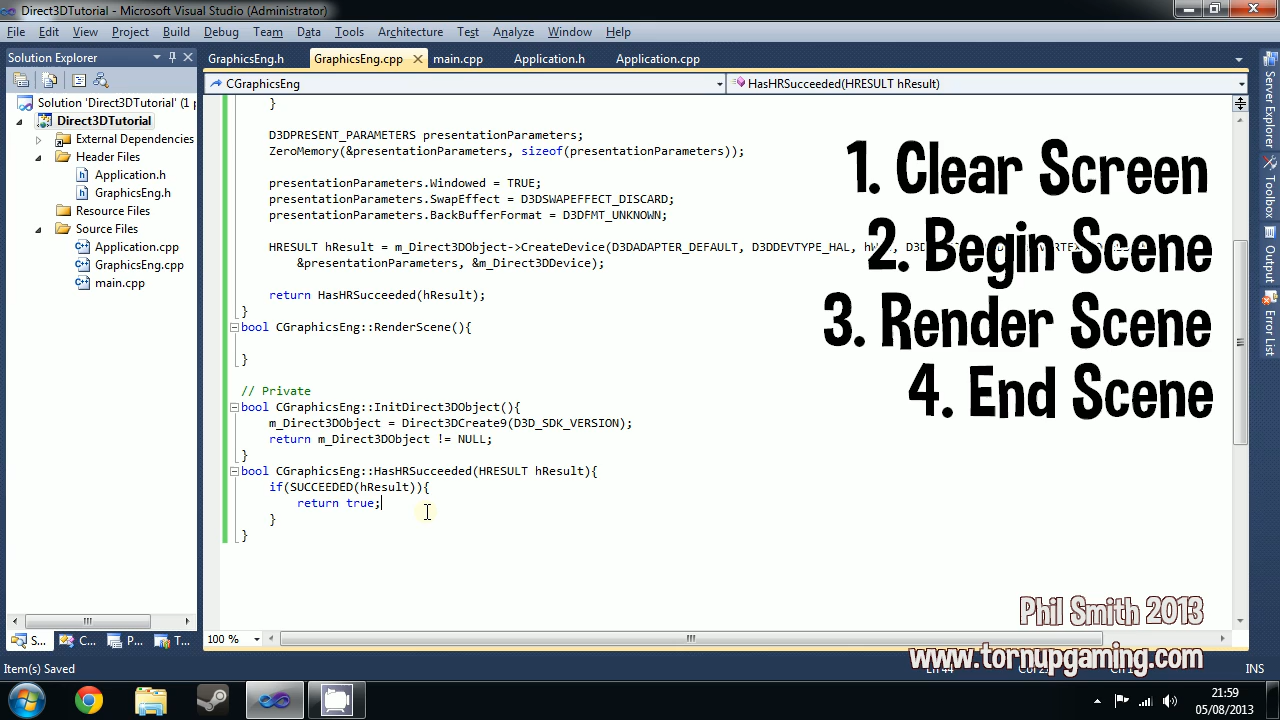 Direct3DTutorial - Microsoft Visual Studio (Administrator)
File Edit View Project Build Debug Team Data Tools Architecture Test Analyze Window Help
Solution Explorer
GraphicsEng.h GraphicsEng.cpp main.cpp Application.h Application.cpp
CGraphicsEng HasHRSucceeded(HRESULT hResult)
Solution 'Direct3DTutorial' (1 p
Direct3DTutorial
External Dependencies
Header Files
Application.h
GraphicsEng.h
Resource Files
Source Files
Application.cpp
GraphicsEng.cpp
main.cpp
S... C... P... T...
}
D3DPRESENT_PARAMETERS presentationParameters;
ZeroMemory(&presentationParameters, sizeof(presentationParameters));
presentationParameters.Windowed = TRUE;
presentationParameters.SwapEffect = D3DSWAPEFFECT_DISCARD;
presentationParameters.BackBufferFormat = D3DFMT_UNKNOWN;
HRESULT hResult = m_Direct3DObject->CreateDevice(D3DADAPTER_DEFAULT, D3DDEVTYPE_HAL,
&presentationParameters, &m_Direct3DDevice);
return HasHRSucceeded(hResult);
}
bool CGraphicsEng::RenderScene(){
}
// Private
bool CGraphicsEng::InitDirect3DObject(){
m_Direct3DObject = Direct3DCreate9(D3D_SDK_VERSION);
return m_Direct3DObject != NULL;
}
bool CGraphicsEng::HasHRSucceeded(HRESULT hResult){
if(SUCCEEDED(hResult)){
return true;
}
}
1. Clear Screen
2. Begin Scene
3. Render Scene
4. End Scene
Server Explorer
Toolbox
Output
Error List
Phil Smith 2013
www.tornupgaming.com
100 %
Item(s) Saved
INS
21:59
05/08/2013